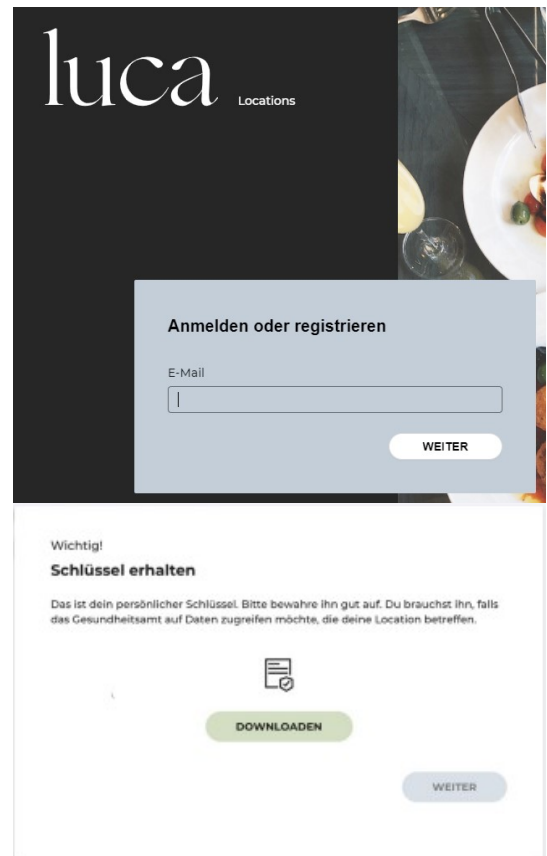 luca Locations
Anmelden oder registrieren
E-Mail
WEITER
Wichtig!
Schlüssel erhalten
Das ist dein persönlicher Schlüssel. Bitte bewahre ihn gut auf. Du brauchst ihn, falls
das Gesundheitsamt auf Daten zugreifen möchte, die deine Location betreffen.
DOWNLOADEN
WEITER